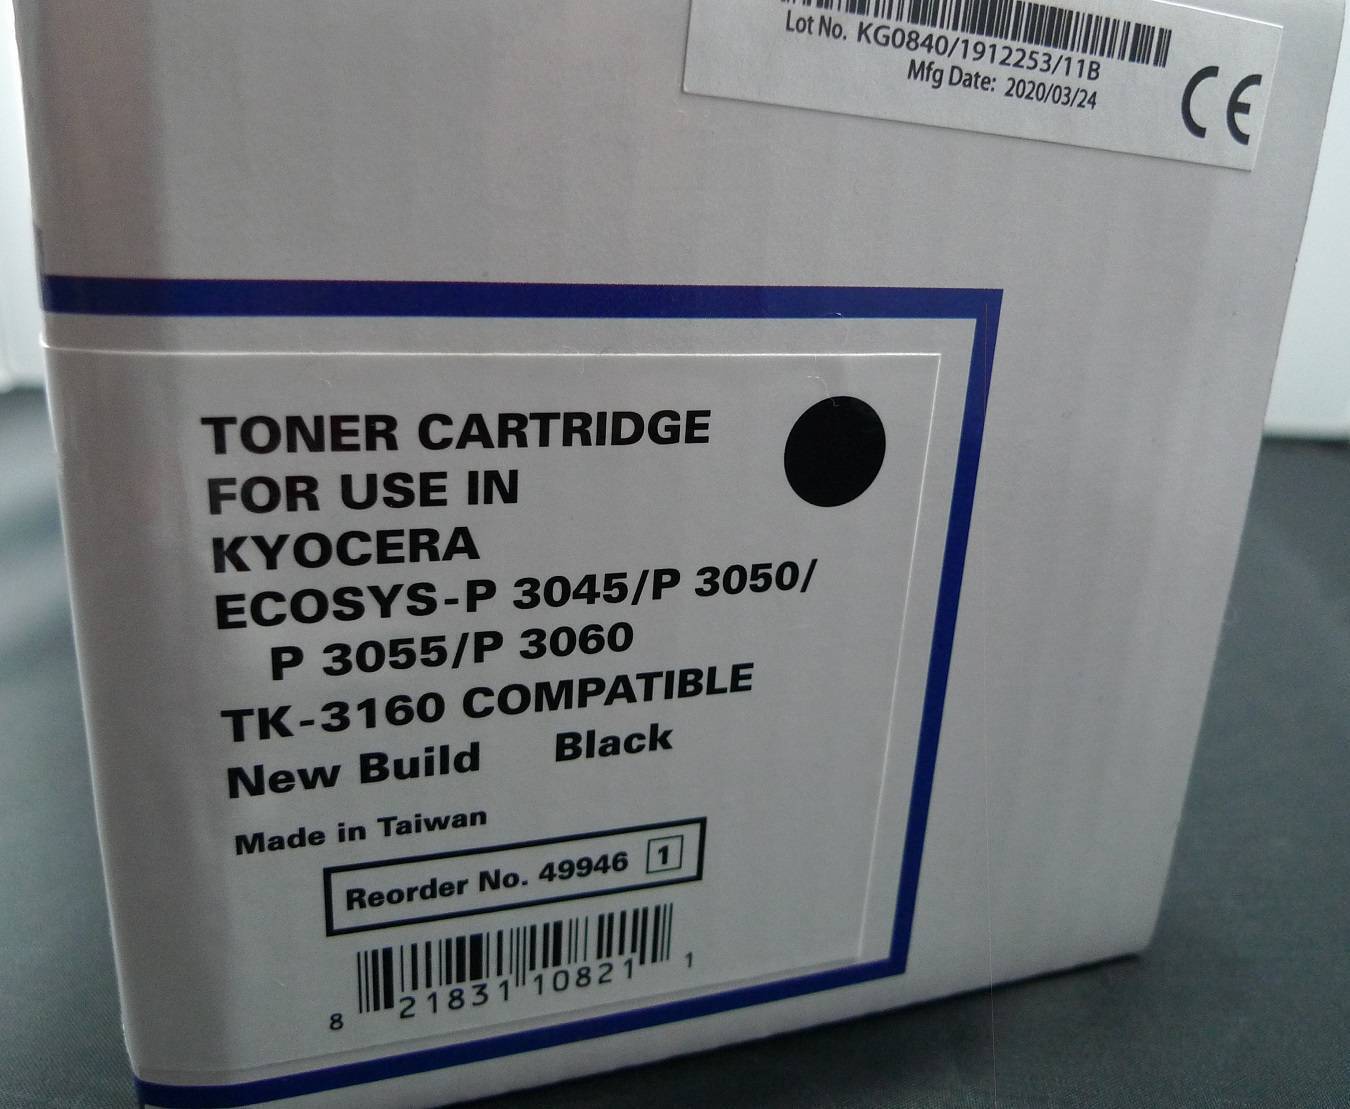 Lot No. KG0840/1912253/11B
Mfg Date: 2020/03/24
CE
TONER CARTRIDGE
FOR USE IN
KYOCERA
ECOSYS-P 3045/P 3050/
P 3055/P 3060
TK-3160 COMPATIBLE
New Build Black
Made in Taiwan
Reorder No. 49946 1
8 21831 10821 1